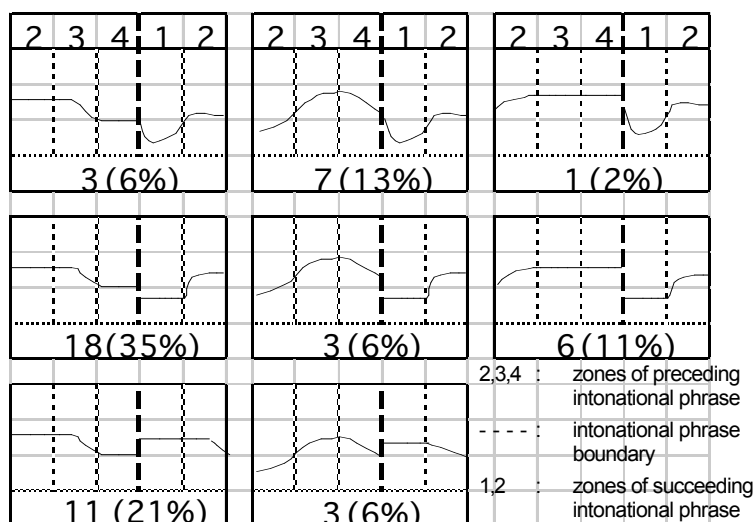 2 3 4 1 2
2 3 4 1 2
2 3 4 1 2
3 (6%)
7 (13%)
1 (2%)
18(35%)
3 (6%)
6 (11%)
2,3,4 : zones of preceding
intonational phrase
- - - - : intonational phrase
boundary
1,2 : zones of succeeding
intonational phrase
11 (21%)
3 (6%)